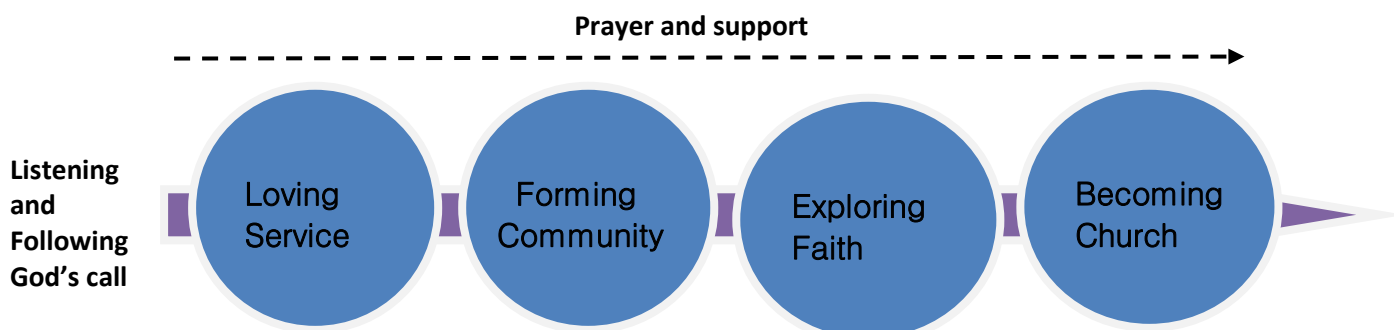 Prayer and support
Listening
and
Following
God’s call
Loving
Service
Forming
Community
Exploring
Faith
Becoming
Church